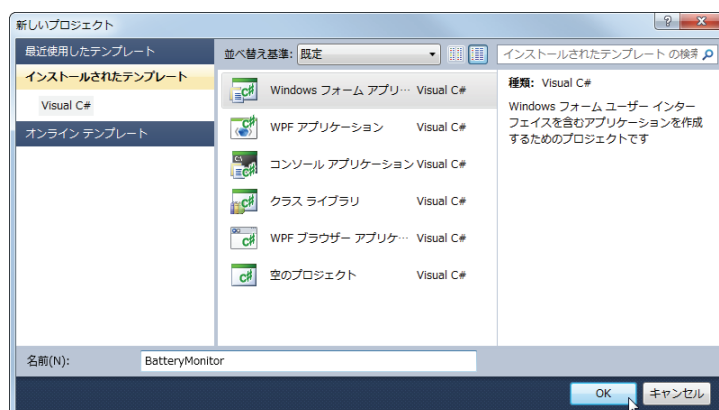 新しいプロジェクト
最近使用したテンプレート
インストールされたテンプレート
Visual C#
オンライン テンプレート
並べ替え基準: 既定
Windows フォーム アプリ… Visual C#
WPF アプリケーション Visual C#
コンソール アプリケーション Visual C#
クラス ライブラリ Visual C#
WPF ブラウザー アプリケ… Visual C#
空のプロジェクト Visual C#
インストールされたテンプレート の検索
種類: Visual C#
Windows フォーム ユーザー インター
フェイスを含むアプリケーションを作成
するためのプロジェクトです
名前(N): BatteryMonitor
OK キャンセル